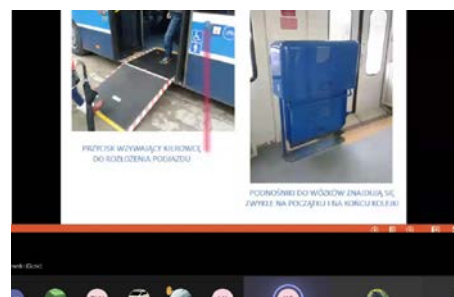 PRZYCISK WZYWAJĄCY KIEROWCĘ
DO ROZŁOŻENIA PODJAZDU
PODNOŚNIKI DO WÓZKÓW ZNAJDUJĄ SIĘ
ZWYKLE NA POCZĄTKU I NA KOŃCU KOLEJKI